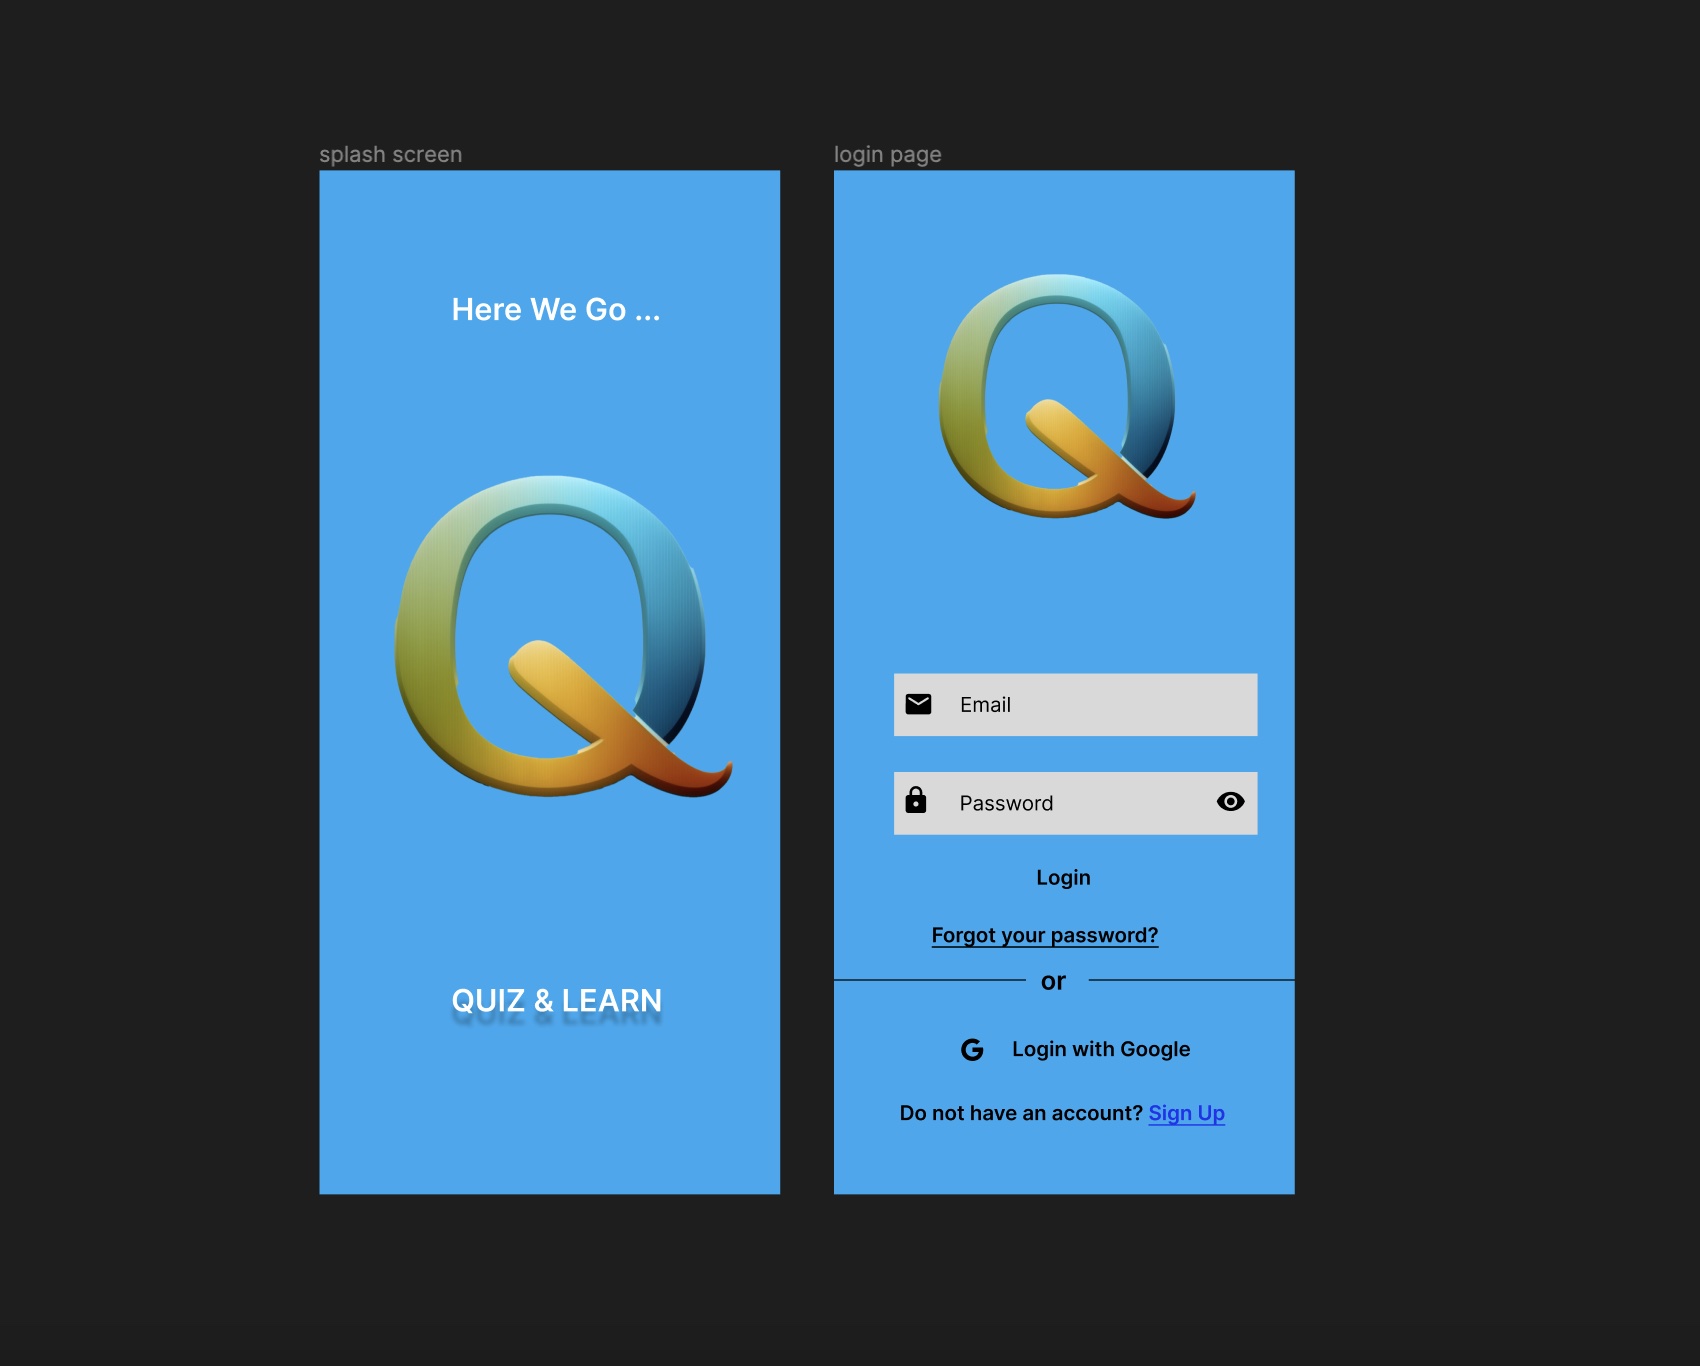 splash screen
Here We Go ...
Q
QUIZ & LEARN
login page
Q
Email
Password
Login
Forgot your password?
or
G Login with Google
Do not have an account? Sign Up